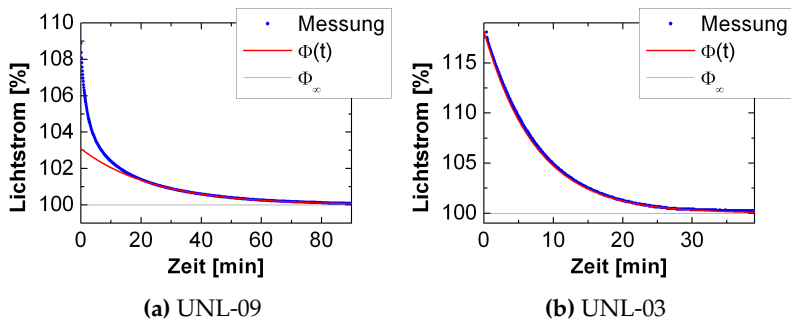 110
108
106
104
102
100
Lichtstrom [%]
0 20 40 60 80
Zeit [min]
Messung
Φ(t)
Φ∞
(a) UNL-09
115
110
105
100
Lichtstrom [%]
0 10 20 30
Zeit [min]
Messung
Φ(t)
Φ∞
(b) UNL-03